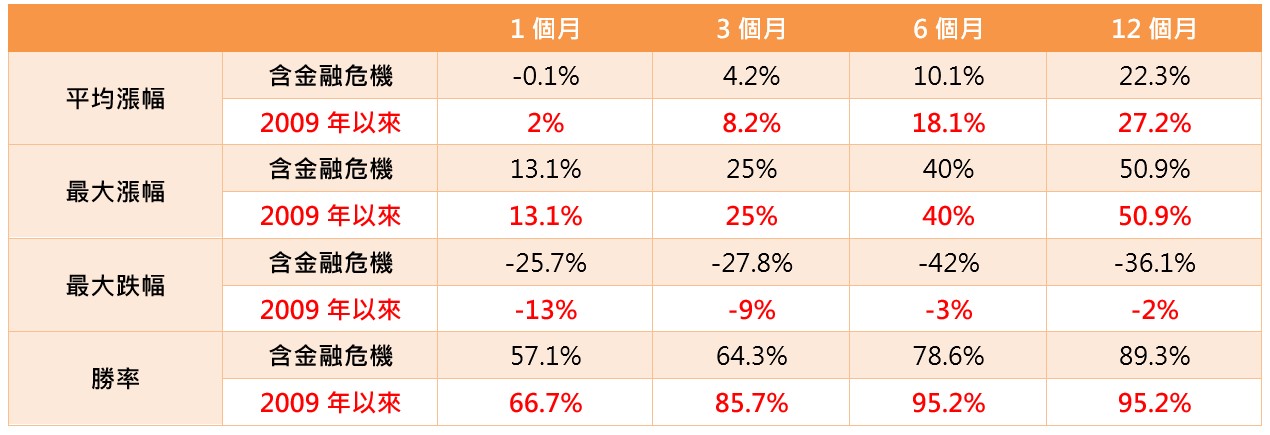 1 個月 3 個月 6 個月 12 個月
平均漲幅 含金融危機 -0.1% 4.2% 10.1% 22.3%
2009 年以來 2% 8.2% 18.1% 27.2%
最大漲幅 含金融危機 13.1% 25% 40% 50.9%
2009 年以來 13.1% 25% 40% 50.9%
最大跌幅 含金融危機 -25.7% -27.8% -42% -36.1%
2009 年以來 -13% -9% -3% -2%
勝率 含金融危機 57.1% 64.3% 78.6% 89.3%
2009 年以來 66.7% 85.7% 95.2% 95.2%